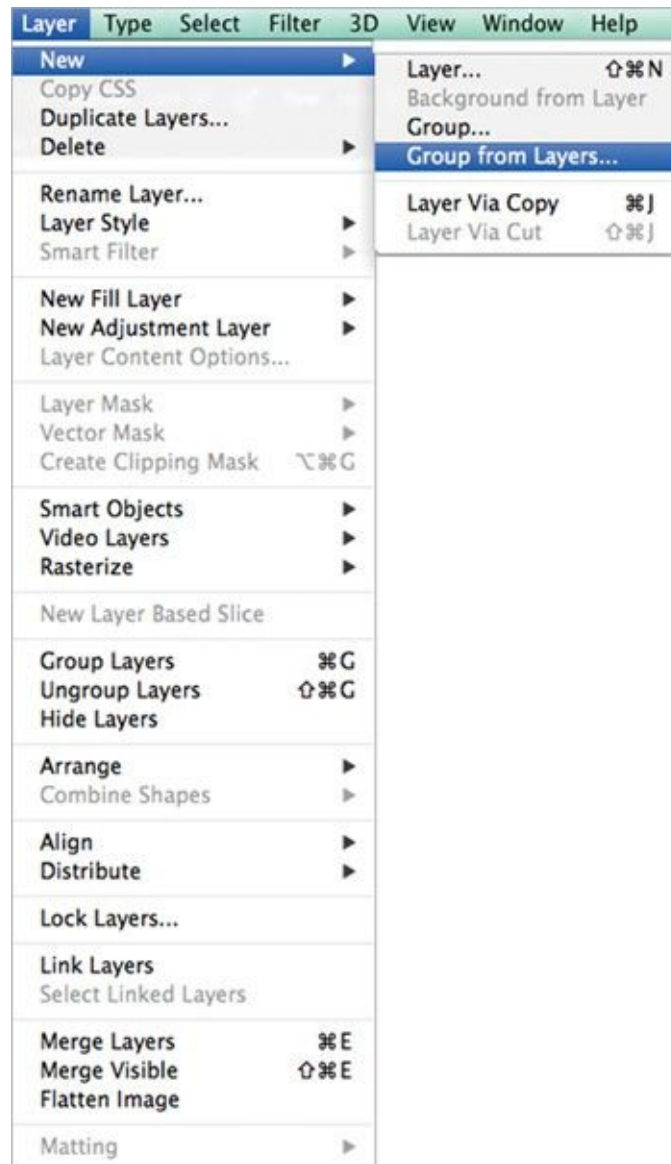 Layer Type Select Filter 3D View Window Help
New ▶
Copy CSS
Duplicate Layers...
Delete ▶
Rename Layer...
Layer Style ▶
Smart Filter ▶
New Fill Layer ▶
New Adjustment Layer ▶
Layer Content Options...
Layer Mask ▶
Vector Mask ▶
Create Clipping Mask ⌥⌘G
Smart Objects ▶
Video Layers ▶
Rasterize ▶
New Layer Based Slice
Group Layers ⌘G
Ungroup Layers ⇧⌘G
Hide Layers
Arrange ▶
Combine Shapes ▶
Align ▶
Distribute ▶
Lock Layers...
Link Layers
Select Linked Layers
Merge Layers ⌘E
Merge Visible ⇧⌘E
Flatten Image
Matting ▶
Layer... ⇧⌘N
Background from Layer
Group...
Group from Layers...
Layer Via Copy ⌘J
Layer Via Cut ⇧⌘J